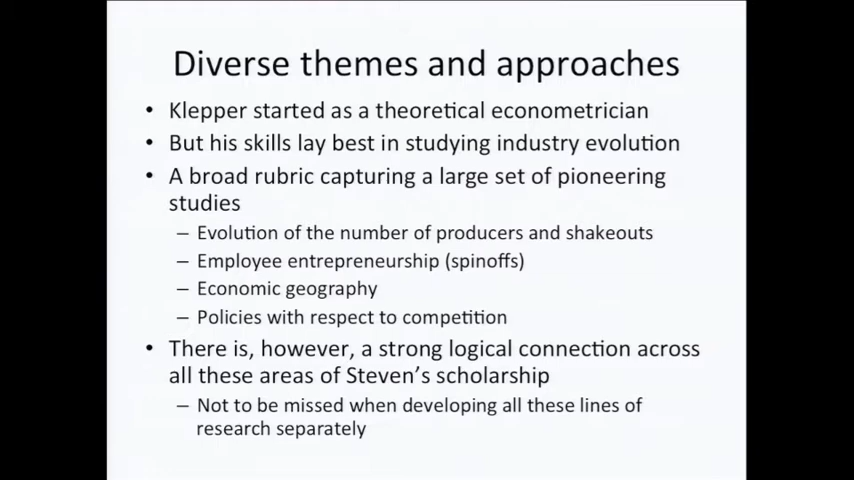 Diverse themes and approaches
• Klepper started as a theoretical econometrician
• But his skills lay best in studying industry evolution
• A broad rubric capturing a large set of pioneering
studies
– Evolution of the number of producers and shakeouts
– Employee entrepreneurship (spinoffs)
– Economic geography
– Policies with respect to competition
• There is, however, a strong logical connection across
all these areas of Steven's scholarship
– Not to be missed when developing all these lines of
research separately